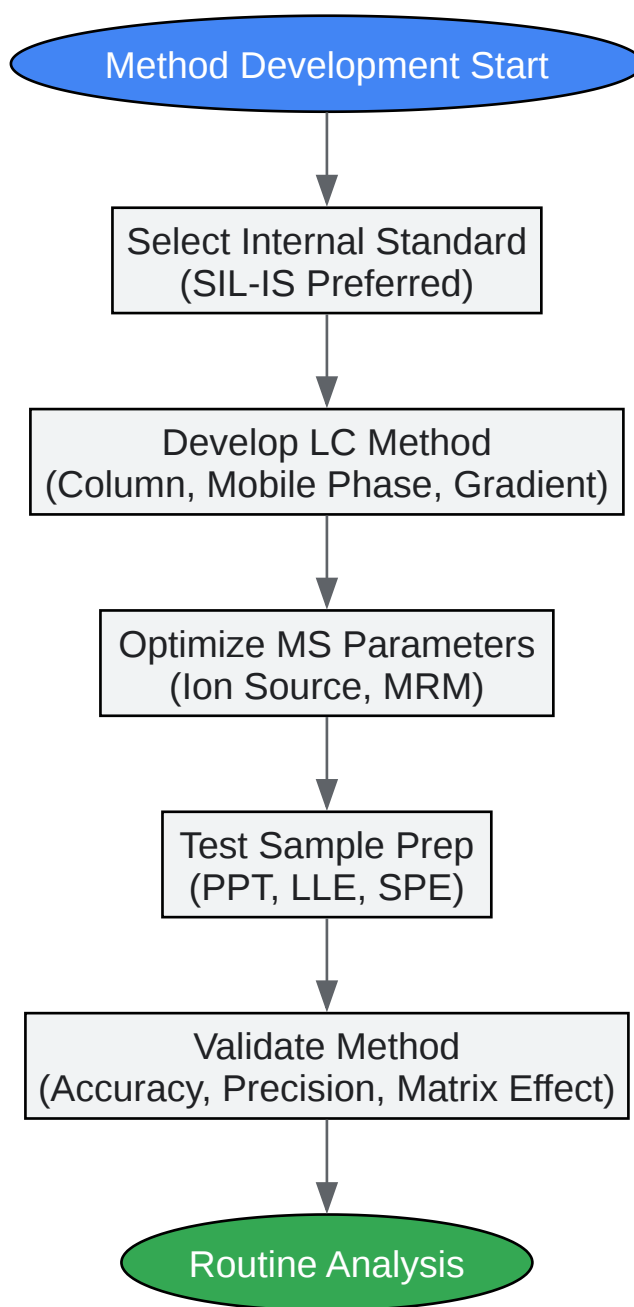 Method Development Start
Select Internal Standard
(SIL-IS Preferred)
Develop LC Method
(Column, Mobile Phase, Gradient)
Optimize MS Parameters
(Ion Source, MRM)
Test Sample Prep
(PPT, LLE, SPE)
Validate Method
(Accuracy, Precision, Matrix Effect)
Routine Analysis